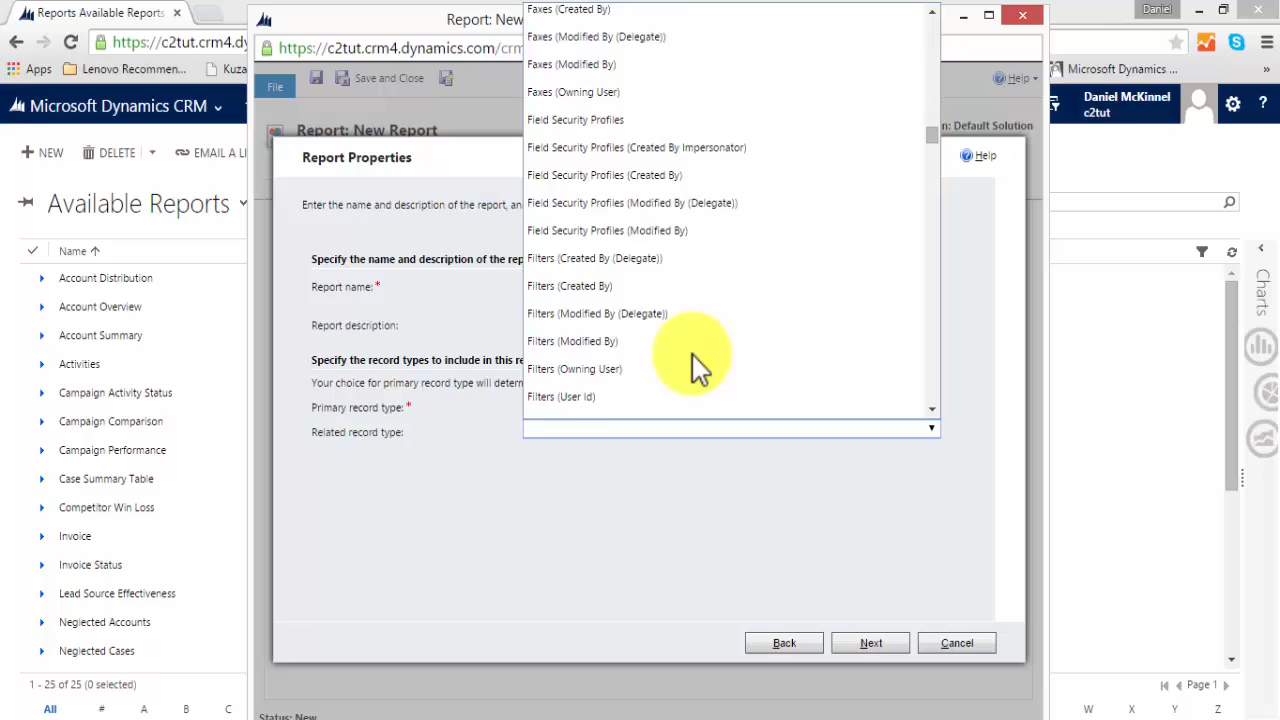 Reports Available Reports
Report: New
Daniel
https://c2tut.crm4.dy
https://c2tut.crm4.dynamics.com/crm
Apps
Lenovo Recommen...
Kuza
Microsoft Dynamics ...
»
File
Save and Close
Help
Microsoft Dynamics CRM
Daniel McKinnel
c2tut
?
Report: New Report
n: Default Solution
NEW
DELETE
EMAIL A LI
Report Properties
Help
Available Reports
Enter the name and description of the report, an
Name
Specify the name and description of the rep
Report name:*
Report description:
Specify the record types to include in this re
Your choice for primary record type will determ
Primary record type:*
Related record type:
Faxes (Created By)
Faxes (Modified By (Delegate))
Faxes (Modified By)
Faxes (Owning User)
Field Security Profiles
Field Security Profiles (Created By Impersonator)
Field Security Profiles (Created By)
Field Security Profiles (Modified By (Delegate))
Field Security Profiles (Modified By)
Filters (Created By (Delegate))
Filters (Created By)
Filters (Modified By (Delegate))
Filters (Modified By)
Filters (Owning User)
Filters (User Id)
Account Distribution
Account Overview
Account Summary
Activities
Campaign Activity Status
Campaign Comparison
Campaign Performance
Case Summary Table
Competitor Win Loss
Invoice
Invoice Status
Lead Source Effectiveness
Neglected Accounts
Neglected Cases
Charts
Back
Next
Cancel
1 - 25 of 25 (0 selected)
Page 1
All
#
A
B
C
W
X
Y
Z
Status: New